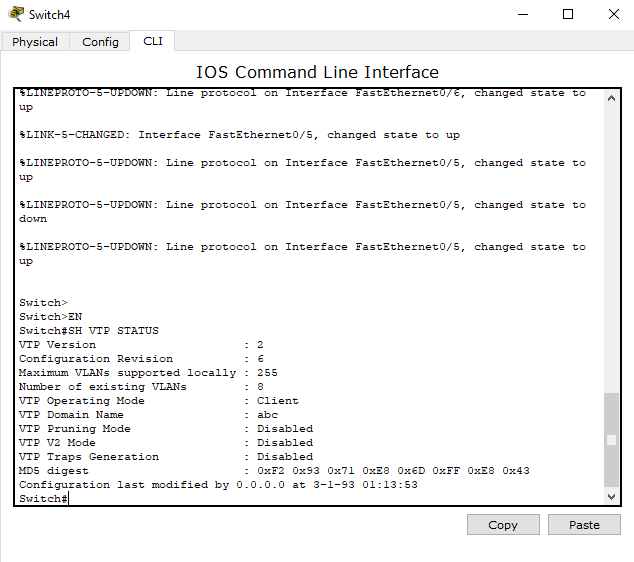 Switch4
Physical Config CLI
IOS Command Line Interface
%LINEPROTO-5-UPDOWN: Line protocol on Interface FastEthernet0/6, changed state to
up
%LINK-5-CHANGED: Interface FastEthernet0/5, changed state to up
%LINEPROTO-5-UPDOWN: Line protocol on Interface FastEthernet0/5, changed state to
up
%LINEPROTO-5-UPDOWN: Line protocol on Interface FastEthernet0/5, changed state to
down
%LINEPROTO-5-UPDOWN: Line protocol on Interface FastEthernet0/5, changed state to
up
Switch>
Switch>EN
Switch#SH VTP STATUS
VTP Version : 2
Configuration Revision : 6
Maximum VLANs supported locally : 255
Number of existing VLANs : 8
VTP Operating Mode : Client
VTP Domain Name : abc
VTP Pruning Mode : Disabled
VTP V2 Mode : Disabled
VTP Traps Generation : Disabled
MD5 digest : 0xF2 0x93 0x71 0xE8 0x6D 0xFF 0xE8 0x43
Configuration last modified by 0.0.0.0 at 3-1-93 01:13:53
Switch#
Copy Paste